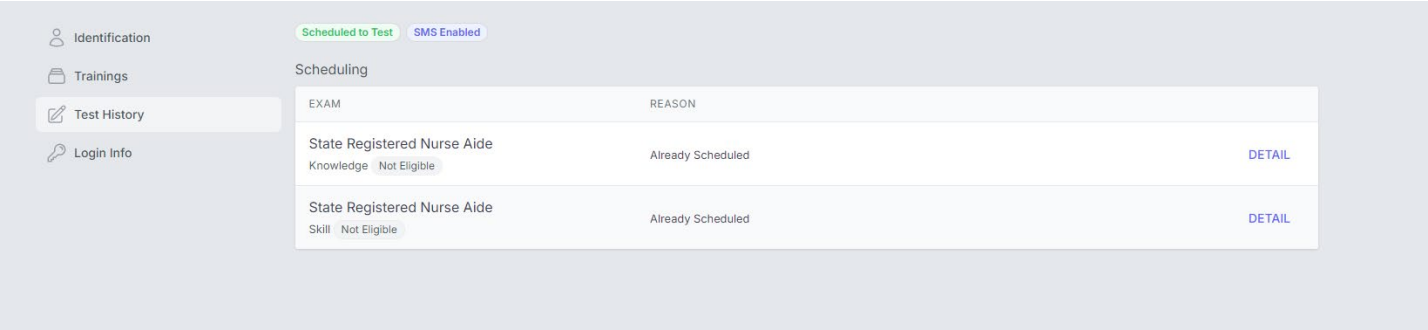 Identification
Trainings
Test History
Login Info
Scheduled to Test SMS Enabled
Scheduling
EXAM REASON
State Registered Nurse Aide
Knowledge Not Eligible
Already Scheduled
DETAIL
State Registered Nurse Aide
Skill Not Eligible
Already Scheduled
DETAIL